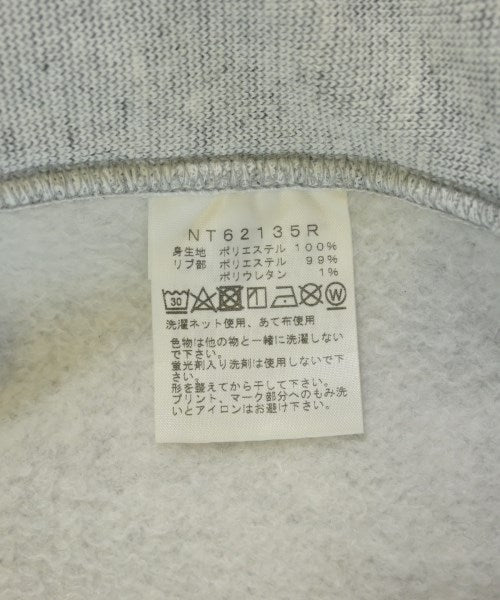 NT62135R
身生地 ポリエステル 100%
リブ部 ポリエステル 99%
ポリウレタン 1%
30 W
洗濯ネット使用、あて布使用
色物は他の物と一緒に洗濯しない
で下さい。
蛍光剤入り洗剤は使用しないで下
さい。
形を整えてから干して下さい。
プリント、マーク部分へのもみ洗
いとアイロンはお避け下さい。